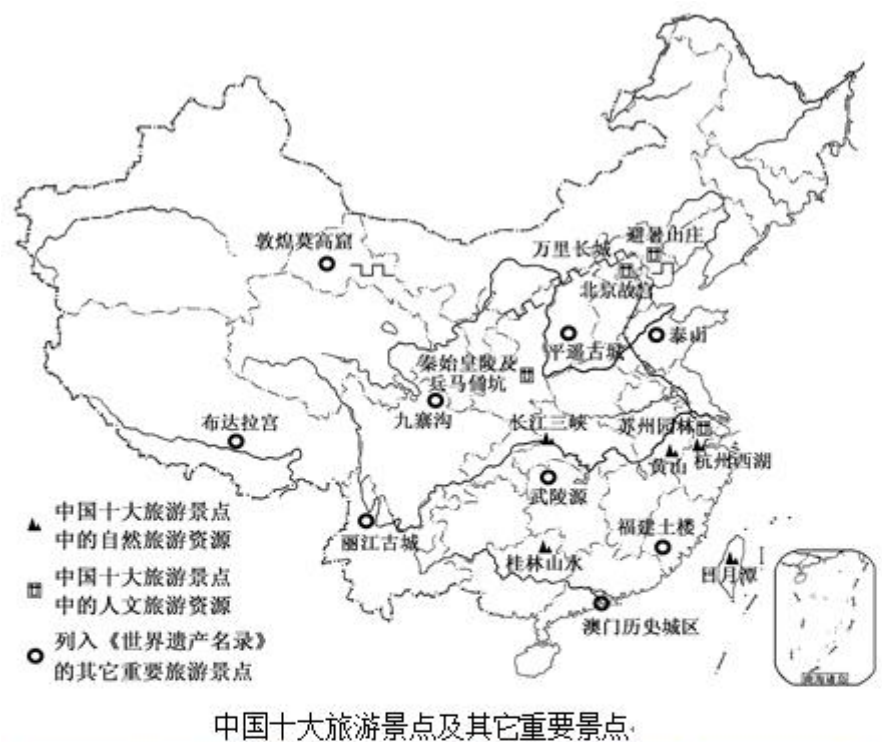 敦煌莫高窟
万里长城
避暑山庄
北京故宫
平遥古城
泰山
秦始皇陵及
兵马俑坑
九寨沟
布达拉宫
长江三峡
苏州园林
黄山
杭州西湖
武陵源
丽江古城
桂林山水
福建土楼
日月潭
澳门历史城区
中国十大旅游景点
中的自然旅游资源
中国十大旅游景点
中的人文旅游资源
列入《世界遗产名录》
的其它重要旅游景点
南海诸岛
中国十大旅游景点及其它重要景点